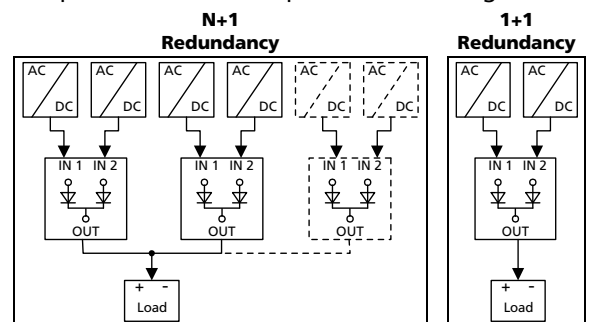 N+1
Redundancy
1+1
Redundancy
AC AC AC AC AC AC AC AC
DC DC DC DC DC DC DC DC
IN 1 IN 2 IN 1 IN 2 IN 1 IN 2 IN 1 IN 2
OUT OUT OUT OUT
+ - + -
Load Load